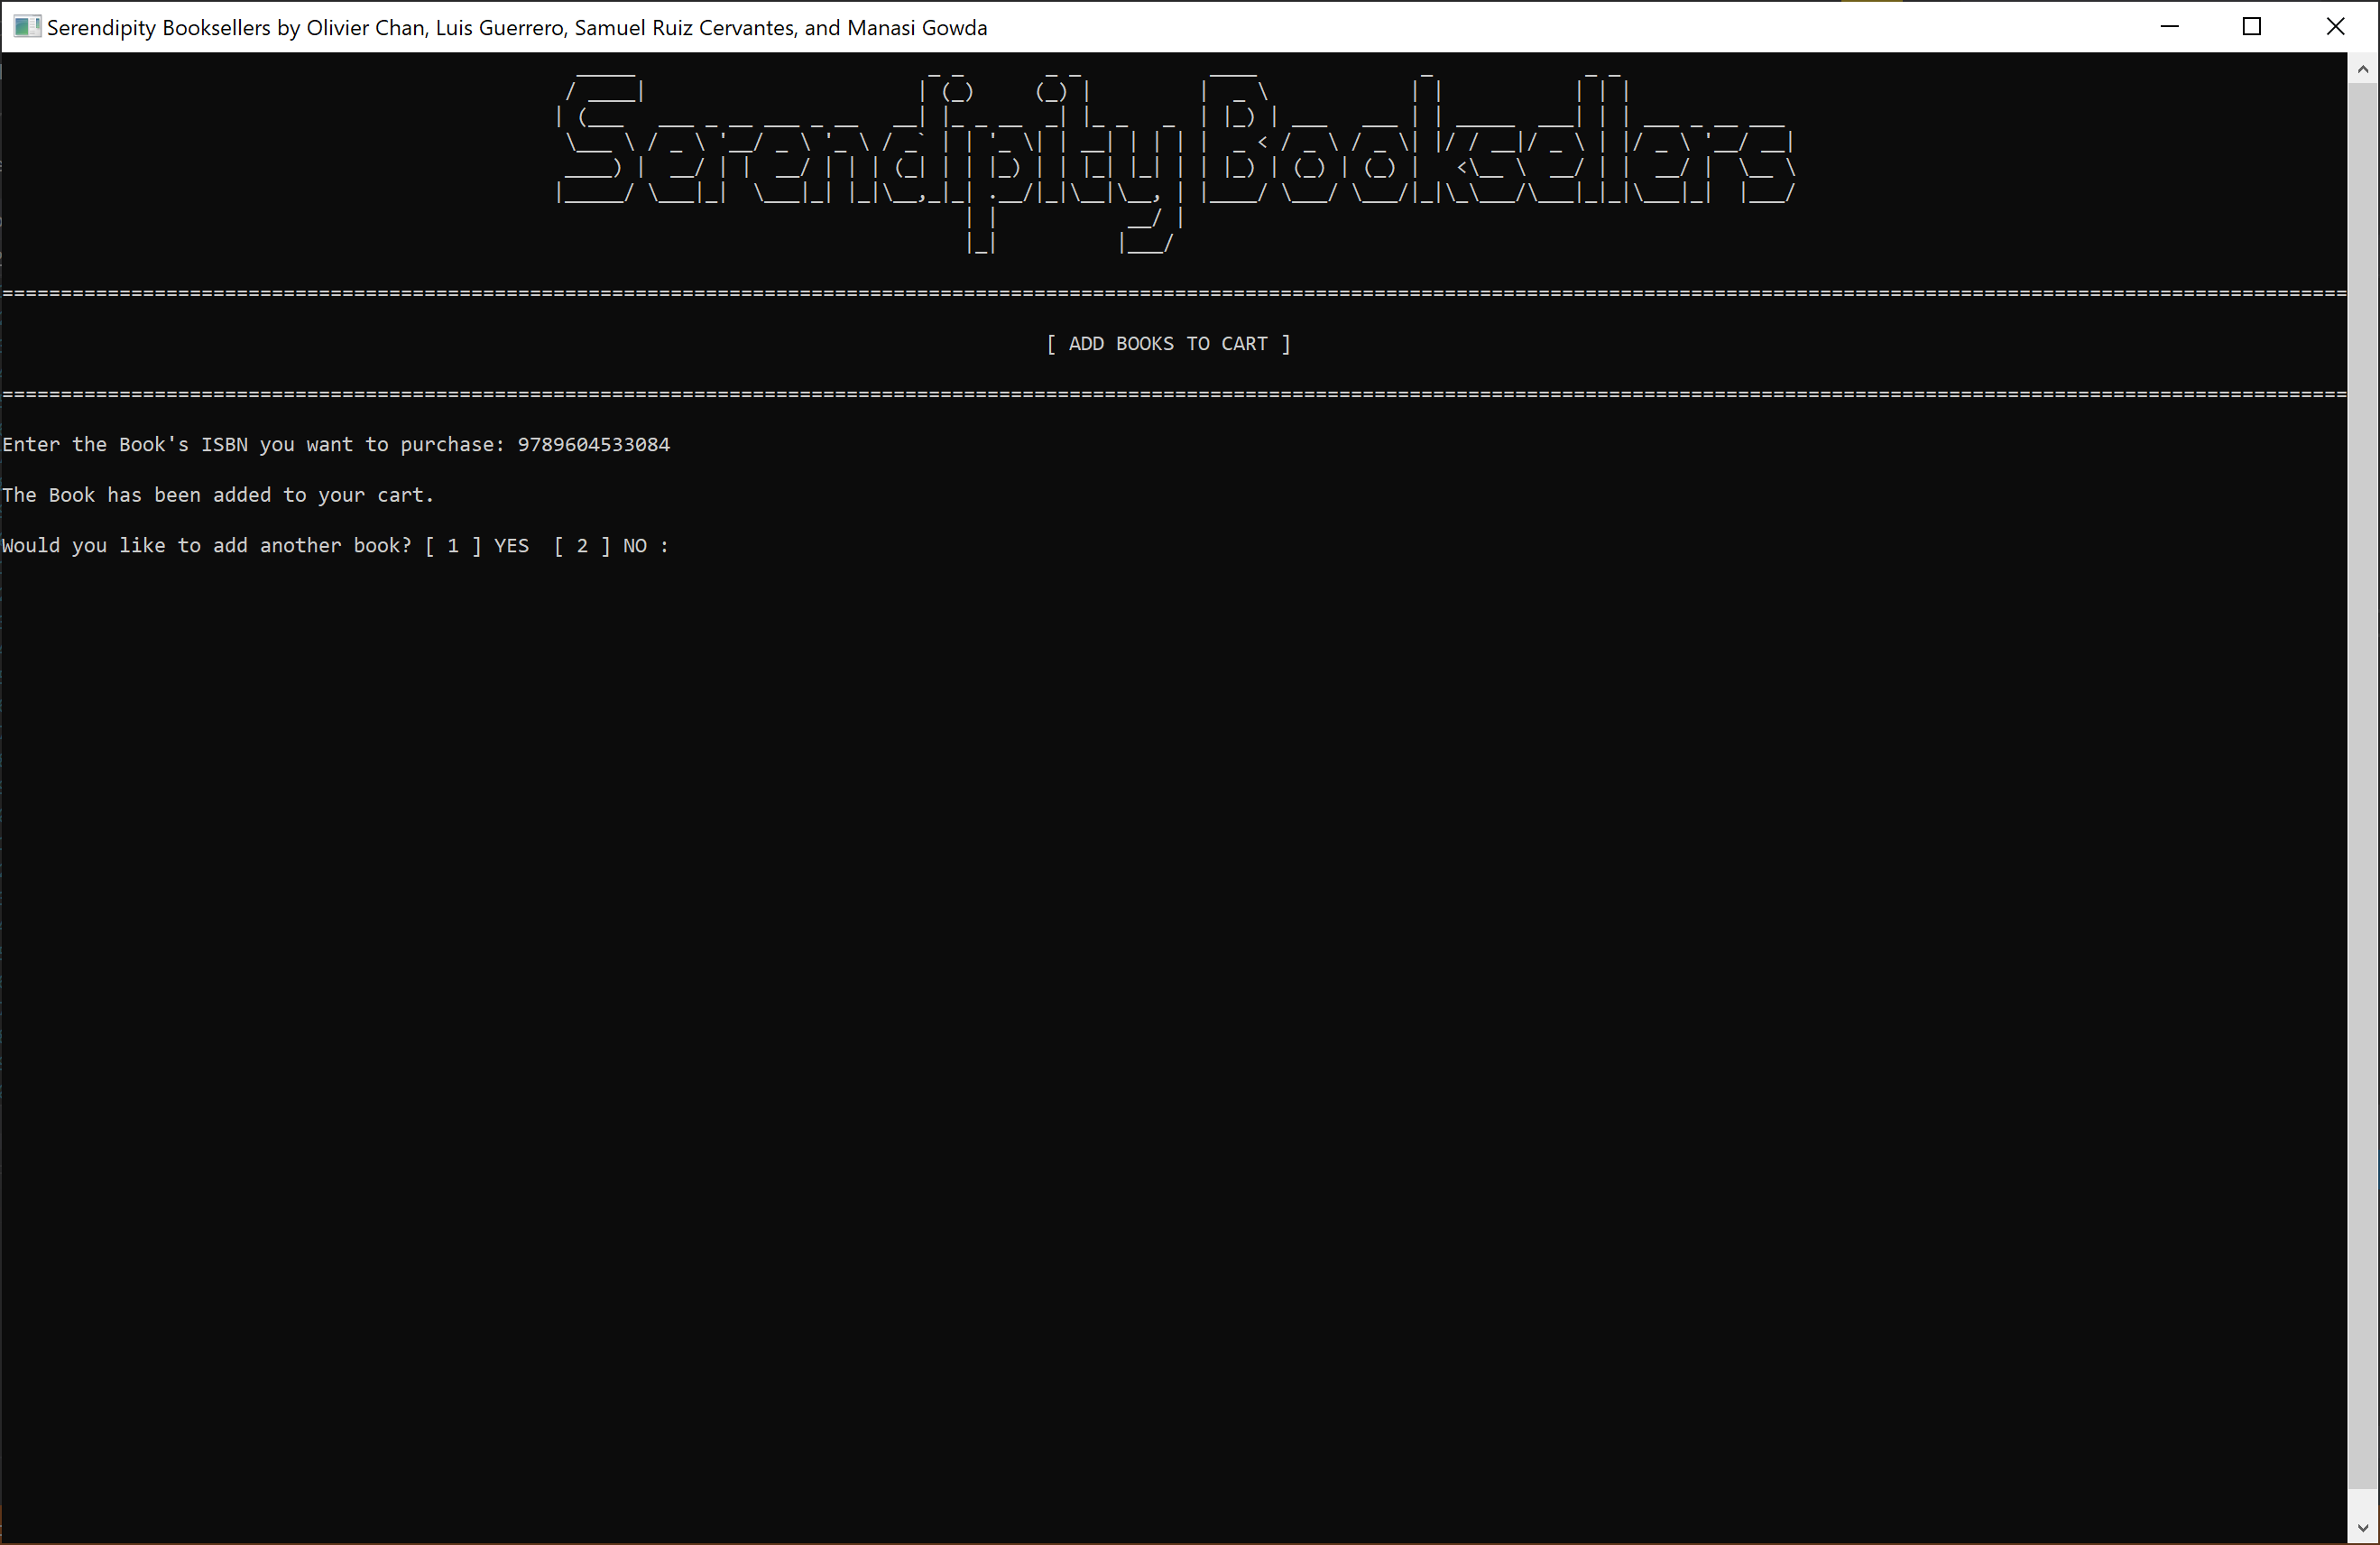 Serendipity Booksellers by Olivier Chan, Luis Guerrero, Samuel Ruiz Cervantes, and Manasi Gowda
Serendipity Booksellers
[ ADD BOOKS TO CART ]
Enter the Book's ISBN you want to purchase: 9789604533084
The Book has been added to your cart.
Would you like to add another book? [ 1 ] YES  [ 2 ] NO :